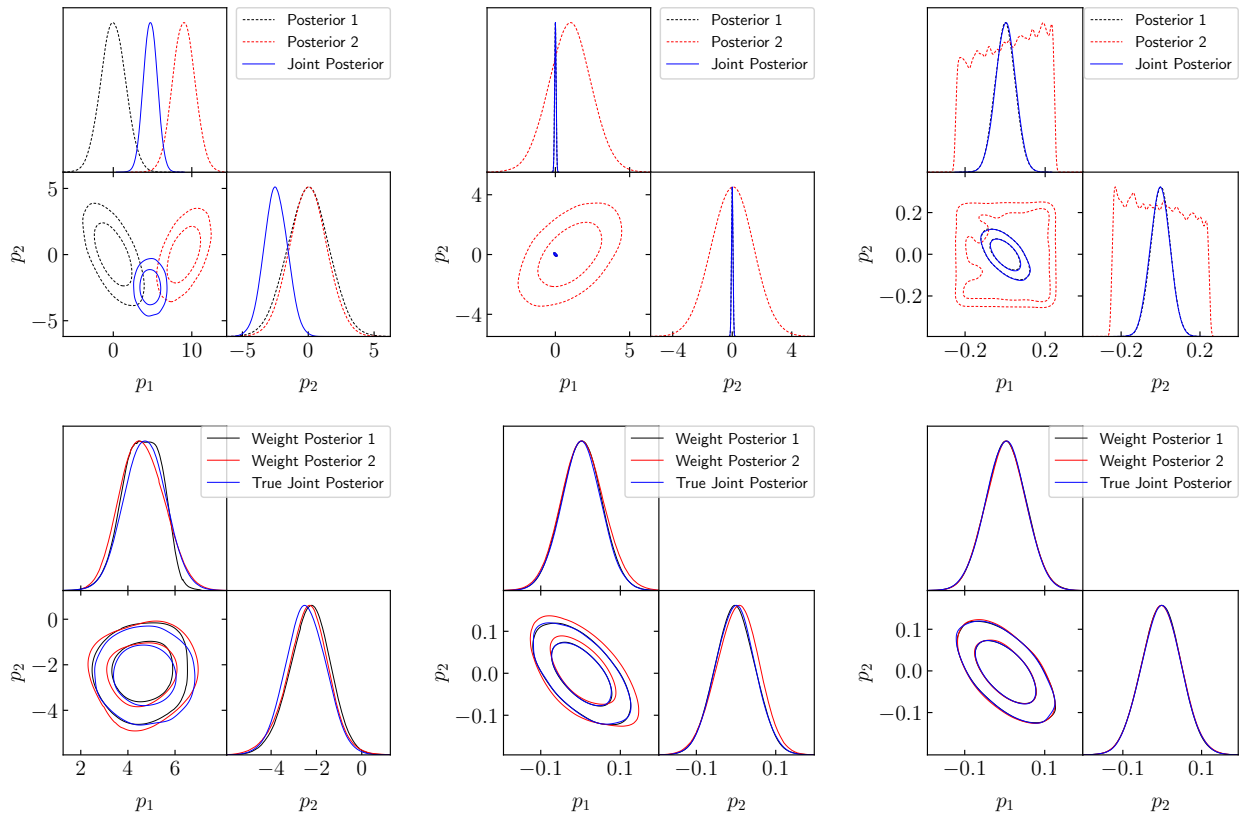 Posterior 1
Posterior 2
Joint Posterior
5
0
−5
p₂
0 10
p₁
−5 0 5
p₂
Posterior 1
Posterior 2
Joint Posterior
4
0
−4
p₂
−5 0 5
p₁
−4 0 4
p₂
Posterior 1
Posterior 2
Joint Posterior
0.2
0.0
−0.2
p₂
−0.2 0.2
p₁
−0.2 0.2
p₂
Weight Posterior 1
Weight Posterior 2
True Joint Posterior
0
−2
−4
p₂
2 4 6
p₁
−4 −2 0
p₂
Weight Posterior 1
Weight Posterior 2
True Joint Posterior
0.1
0.0
−0.1
p₂
−0.1 0.1
p₁
−0.1 0.1
p₂
Weight Posterior 1
Weight Posterior 2
True Joint Posterior
0.1
0.0
−0.1
p₂
−0.1 0.1
p₁
−0.1 0.1
p₂